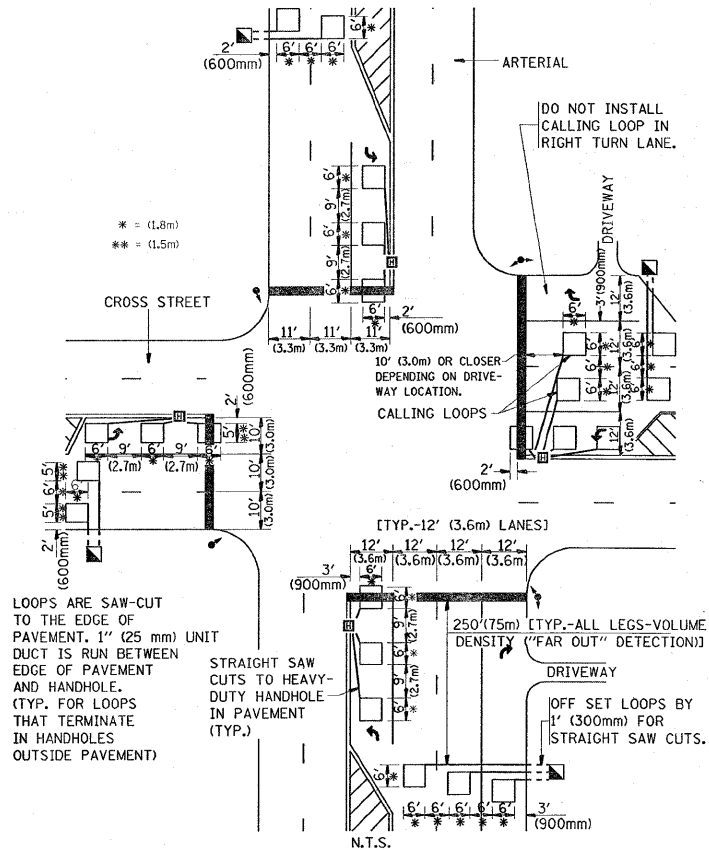 6' 6' 6'
* * *
6' *
2'
(600mm)
ARTERIAL
DO NOT INSTALL
CALLING LOOP IN
RIGHT TURN LANE.
DRIVEWAY
* = (1.8m)
** = (1.5m)
6' *
9' (2.7m)
6' *
9' (2.7m)
6' *
H
6'
*
2'
(600mm)
11' 11' 11'
(3.3m) (3.3m) (3.3m)
CROSS STREET
3' (900mm)
12'
(3.6m)
6'
*
6' 6' 6'
* * *
12'
(3.6m)
12'
(3.6m)
6' 6' 6'
* * *
10' (3.0m) OR CLOSER
DEPENDING ON DRIVE-
WAY LOCATION.
CALLING LOOPS
H
2'
(600mm)
2'
(600mm)
H
5' **
10'
(3.0m)
10'
(3.0m)
10'
(3.0m)
6' 9' 6' 9' 6'
* (2.7m) * (2.7m) *
5' **
6' *
5' **
6'
*
2'
(600mm)
[TYP.-12' (3.6m) LANES]
12' 12' 12' 12'
(3.6m) (3.6m) (3.6m) (3.6m)
3'
(900mm)
6'
*
H
6' *
9' (2.7m)
6' *
9' (2.7m)
6' *
250'(75m) [TYP.-ALL LEGS-VOLUME
DENSITY ("FAR OUT" DETECTION)]
LOOPS ARE SAW-CUT
TO THE EDGE OF
PAVEMENT. 1" (25 mm) UNIT
DUCT IS RUN BETWEEN
EDGE OF PAVEMENT
AND HANDHOLE.
(TYP. FOR LOOPS
THAT TERMINATE
IN HANDHOLES
OUTSIDE PAVEMENT)
STRAIGHT SAW
CUTS TO HEAVY-
DUTY HANDHOLE
IN PAVEMENT
(TYP.)
DRIVEWAY
OFF SET LOOPS BY
1' (300mm) FOR
STRAIGHT SAW CUTS.
6' *
6' 6' 6' 6' 6'
* * * * *
3'
(900mm)
N.T.S.